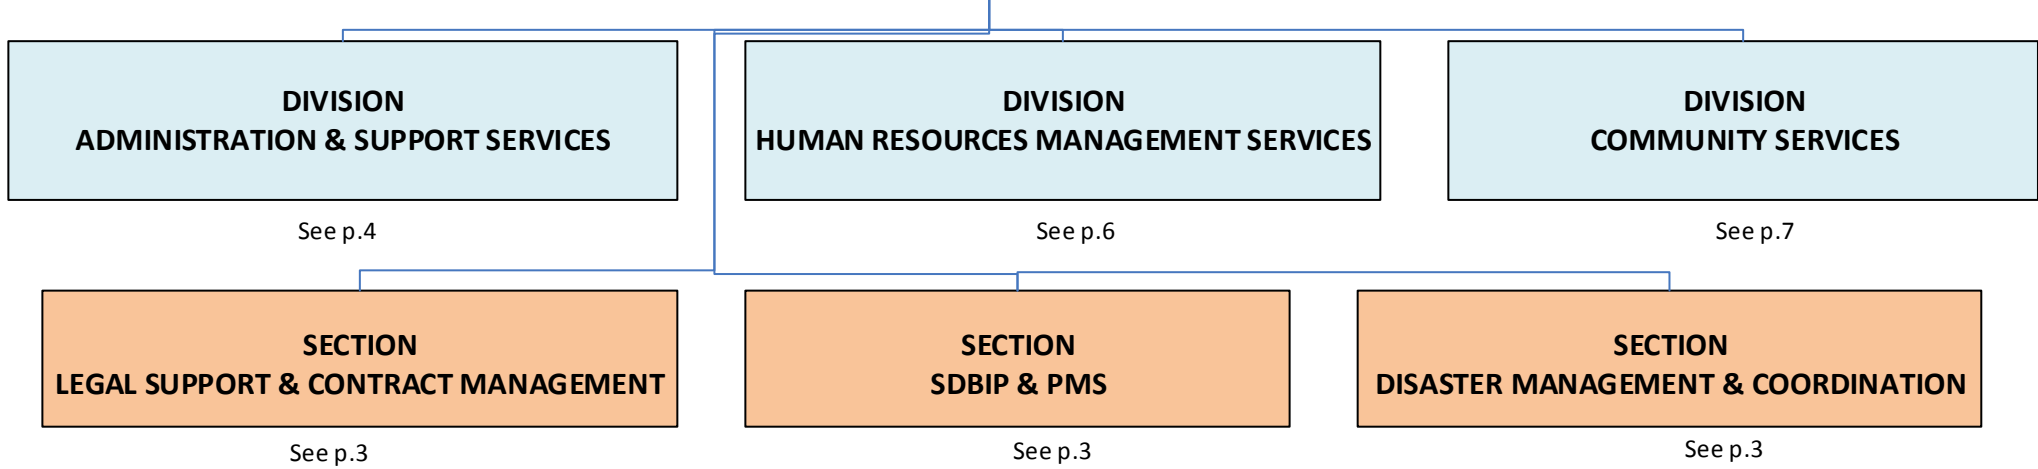 DIVISION
ADMINISTRATION & SUPPORT SERVICES
See p.4
DIVISION
HUMAN RESOURCES MANAGEMENT SERVICES
See p.6
DIVISION
COMMUNITY SERVICES
See p.7
SECTION
LEGAL SUPPORT & CONTRACT MANAGEMENT
See p.3
SECTION
SDBIP & PMS
See p.3
SECTION
DISASTER MANAGEMENT & COORDINATION
See p.3